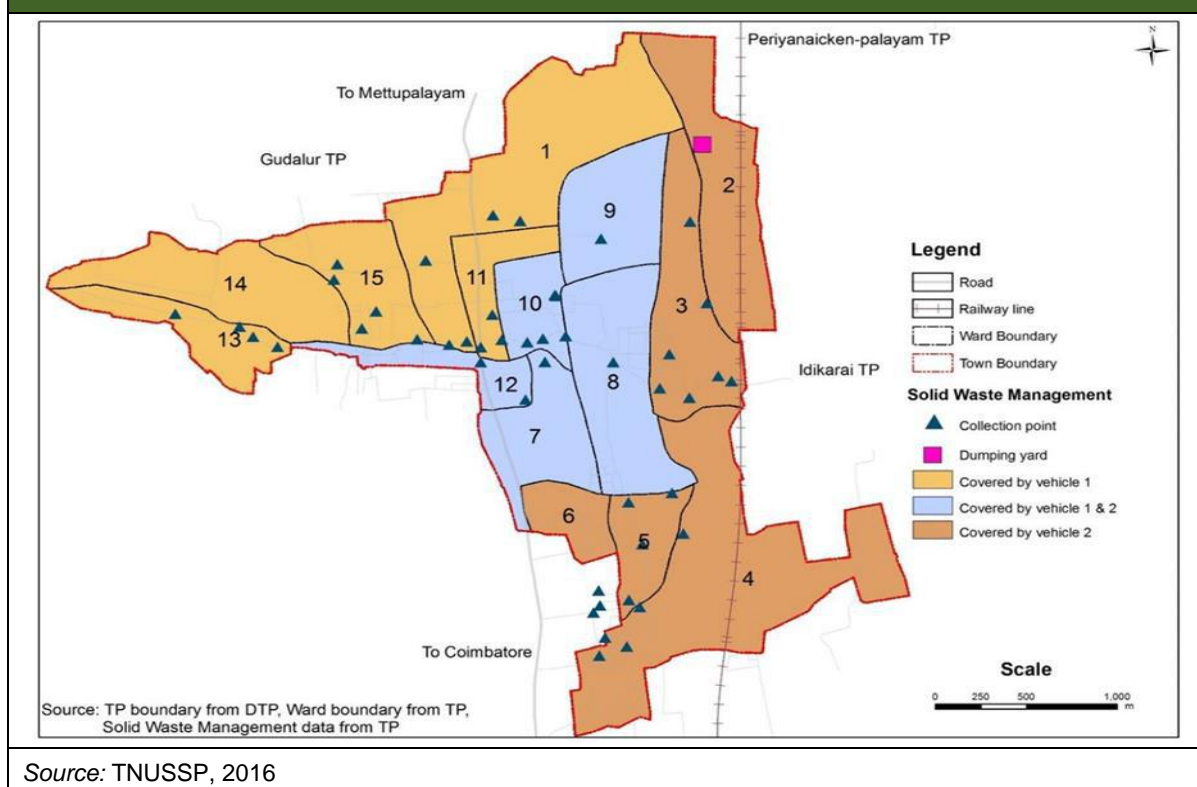 Periyanaicken-palayam TP
To Mettupalayam
Gudalur TP
1
2
9
14
15
11
10
3
13
8
12
7
6
5
4
Idikarai TP
To Coimbatore
Legend
Road
Railway line
Ward Boundary
Town Boundary
Solid Waste Management
Collection point
Dumping yard
Covered by vehicle 1
Covered by vehicle 1 & 2
Covered by vehicle 2
Scale
0 250 500 1,000
m
Source: TP boundary from DTP, Ward boundary from TP,
Solid Waste Management data from TP
Source: TNUSSP, 2016